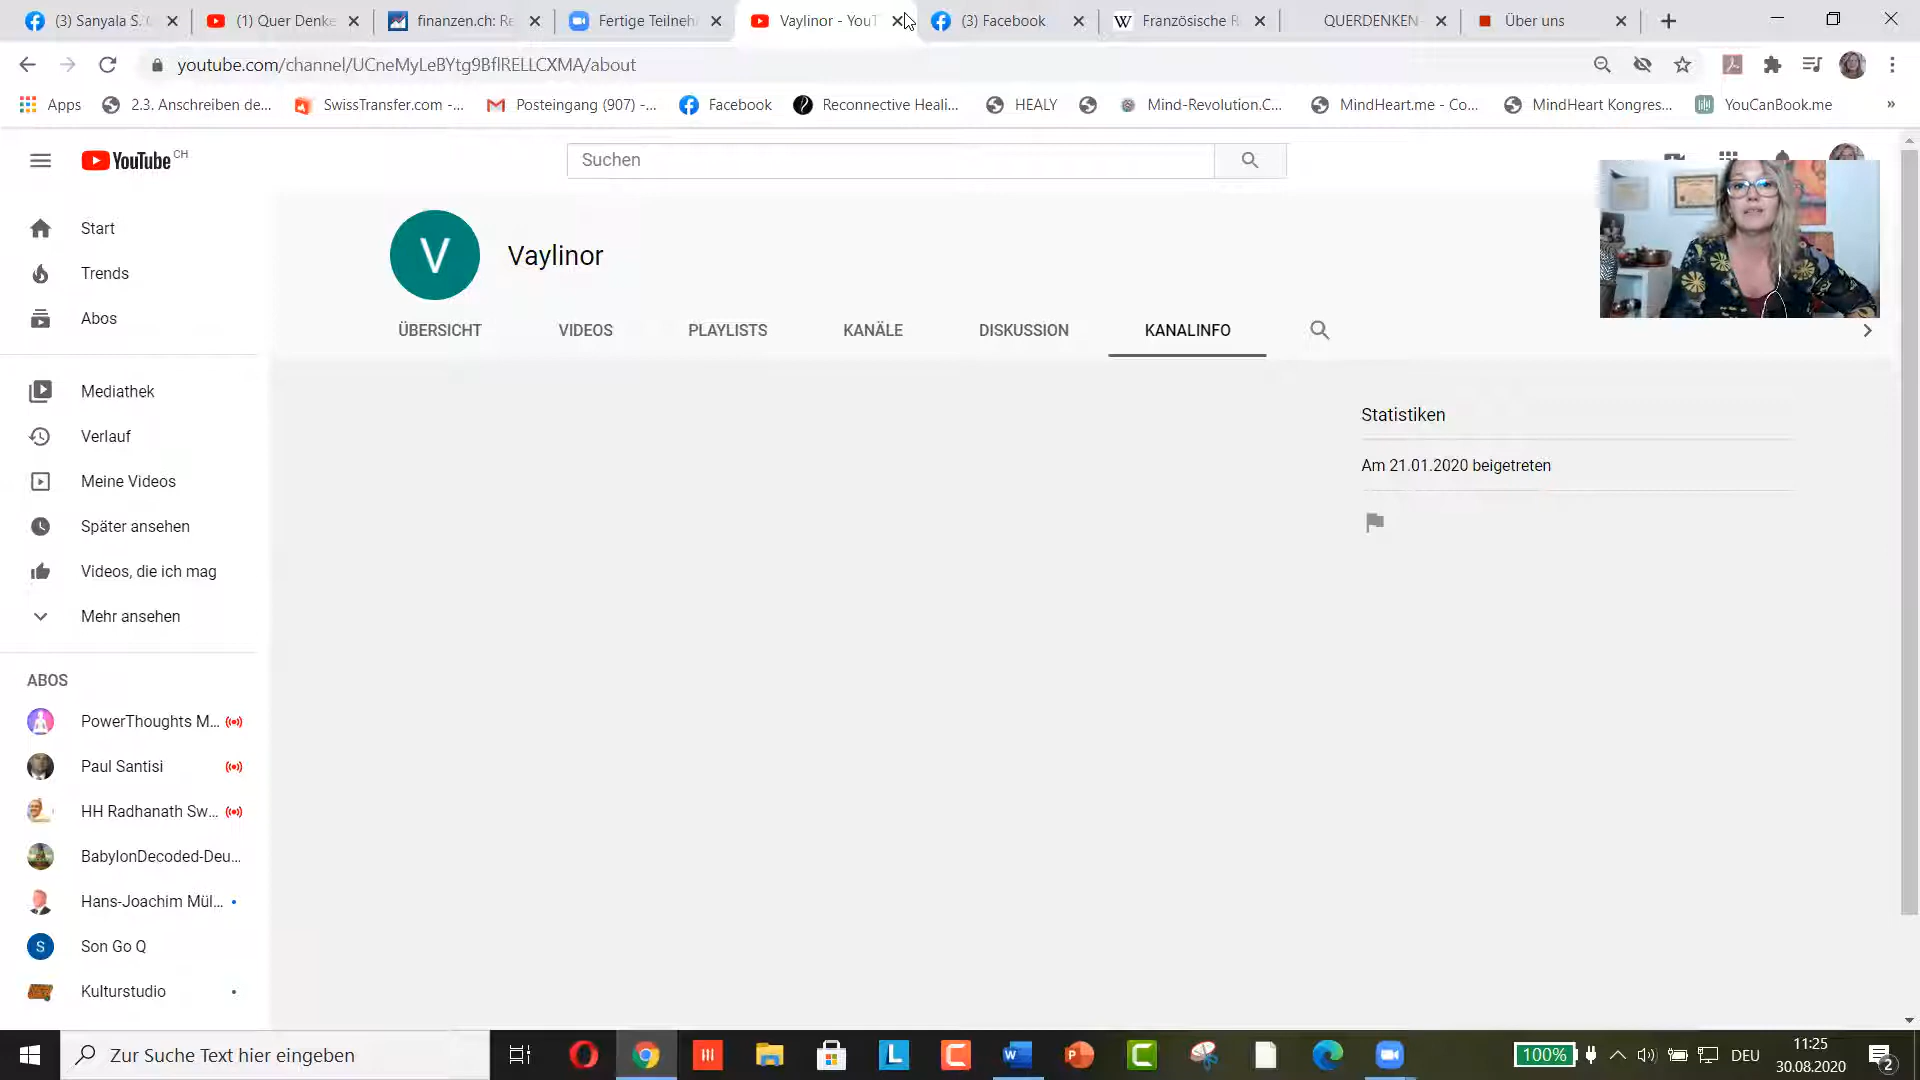 (3) Sanyala S.
(1) Quer Denke
finanzen.ch: Re
Fertige Teilneh
Vaylinor - YouT
(3) Facebook
Französische R
QUERDENKEN
Über uns
youtube.com/channel/UCneMyLeBYtg9BflRELLCXMA/about
Apps
2.3. Anschreiben de...
SwissTransfer.com -...
Posteingang (907) -...
Facebook
Reconnective Heali...
HEALY
Mind-Revolution.C...
MindHeart.me - Co...
MindHeart Kongres...
YouCanBook.me
»
YouTube CH
Suchen
Start
Trends
Abos
Mediathek
Verlauf
Meine Videos
Später ansehen
Videos, die ich mag
Mehr ansehen
ABOS
PowerThoughts M...
Paul Santisi
HH Radhanath Sw...
BabylonDecoded-Deu...
Hans-Joachim Mül...
S
Son Go Q
Kulturstudio
V
Vaylinor
ÜBERSICHT
VIDEOS
PLAYLISTS
KANÄLE
DISKUSSION
KANALINFO
Statistiken
Am 21.01.2020 beigetreten
Zur Suche Text hier eingeben
100%
DEU
11:25
30.08.2020
2